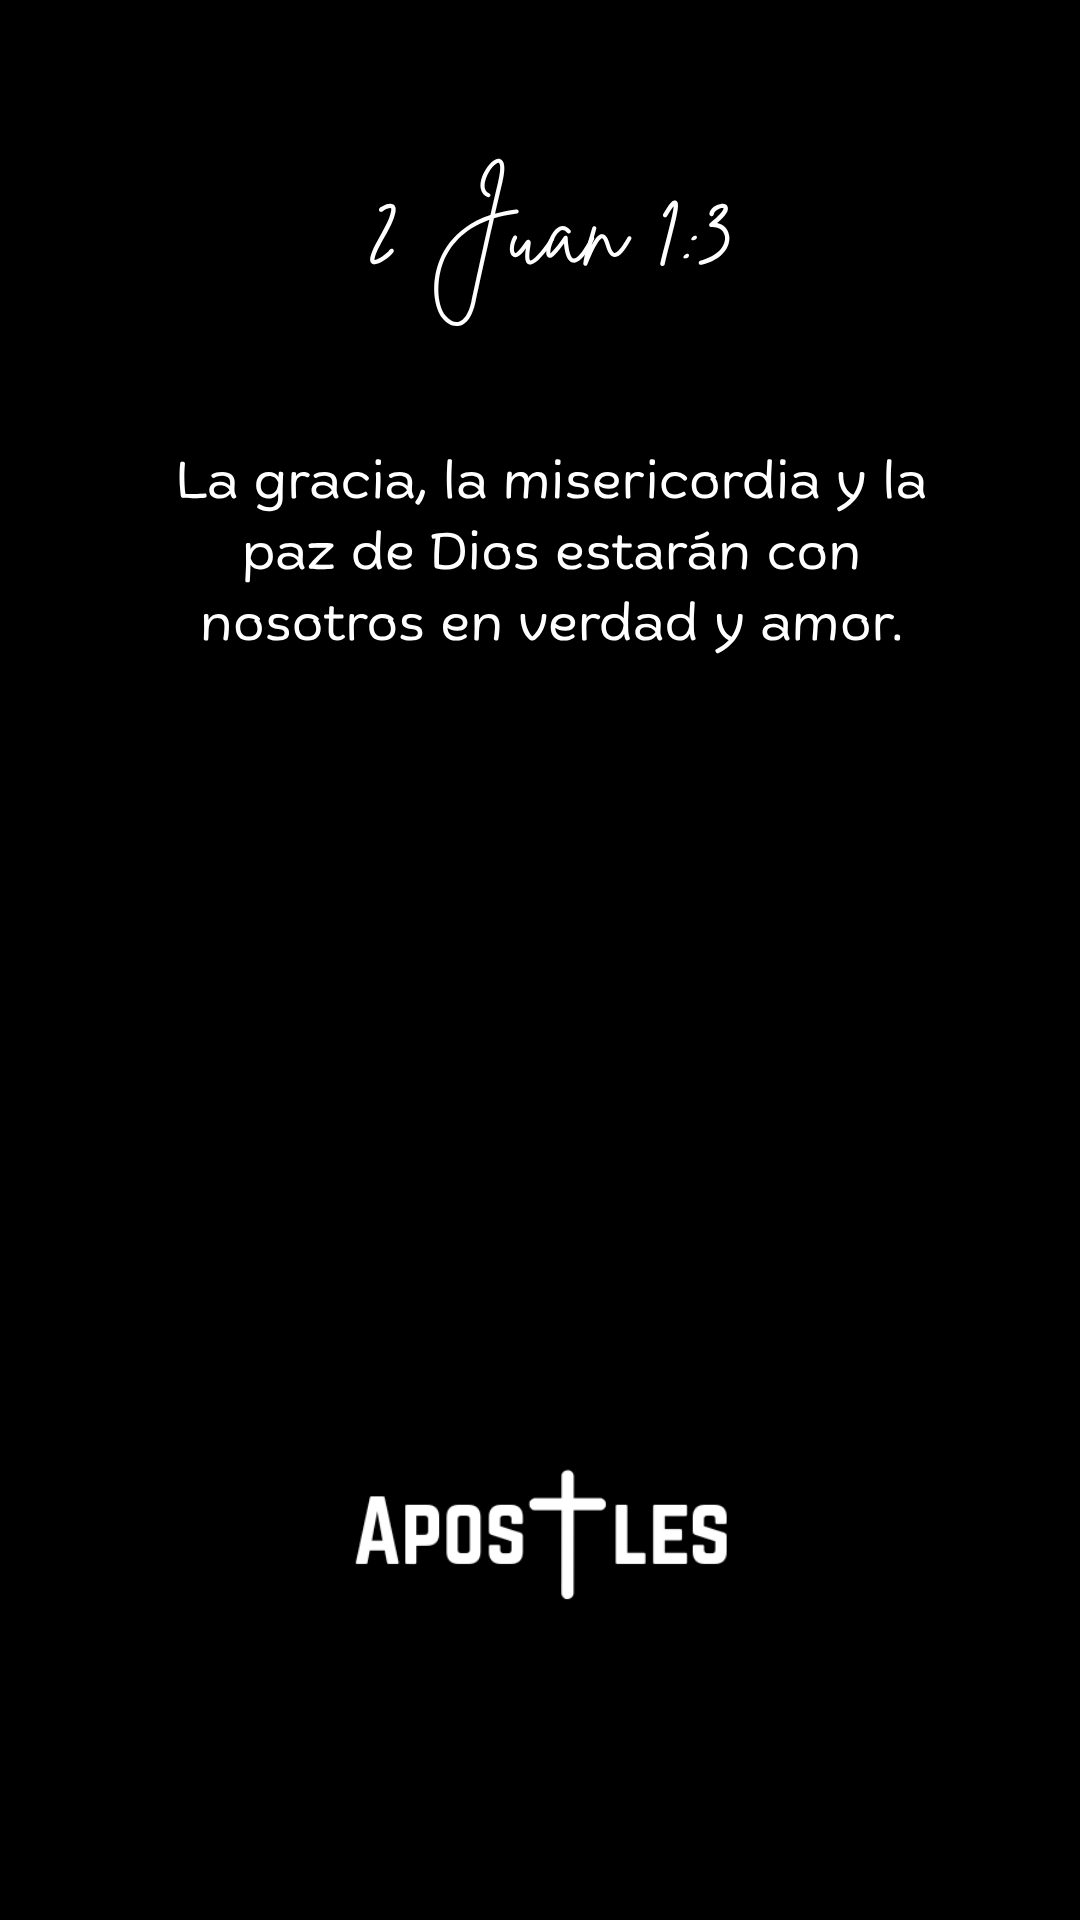 2 Juan 1:3
La gracia, la misericordia y la
paz de Dios estarán con
nosotros en verdad y amor.
APOSTLES